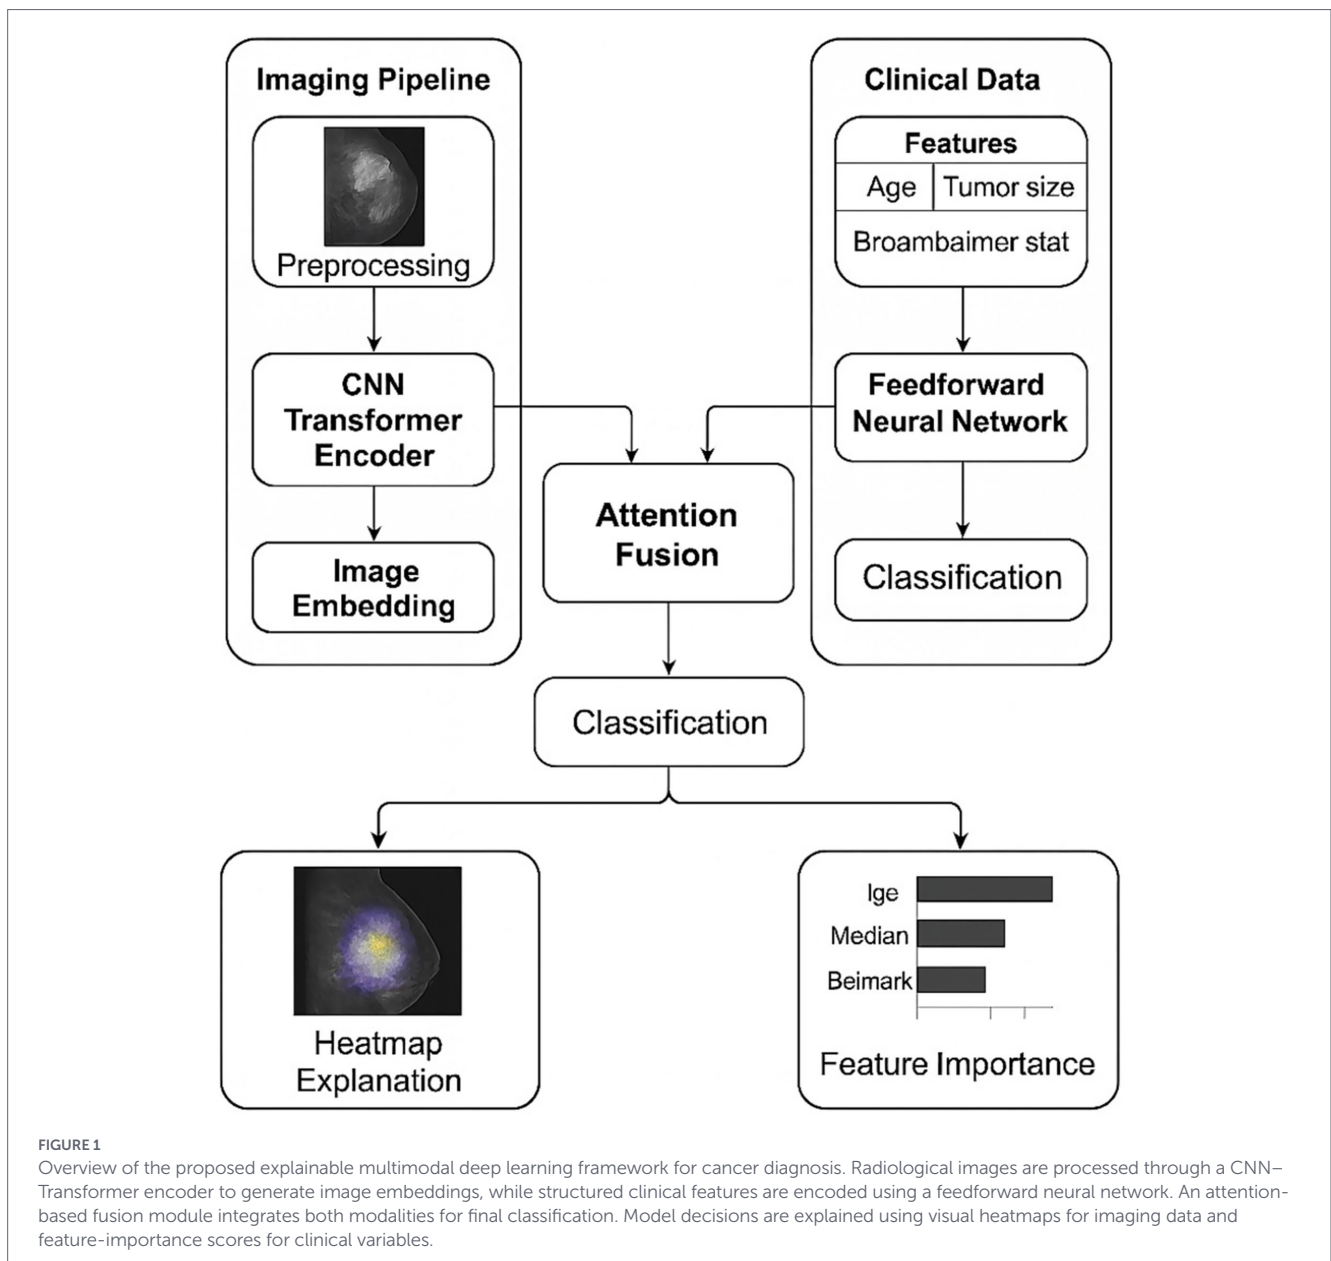 Imaging Pipeline
Preprocessing
CNN
Transformer
Encoder
Image
Embedding
Clinical Data
Features
Age
Tumor size
Broambaimer stat
Feedforward
Neural Network
Classification
Attention
Fusion
Classification
Heatmap
Explanation
Ige
Median
Beimark
Feature Importance
FIGURE 1
Overview of the proposed explainable multimodal deep learning framework for cancer diagnosis. Radiological images are processed through a CNN–
Transformer encoder to generate image embeddings, while structured clinical features are encoded using a feedforward neural network. An attention-
based fusion module integrates both modalities for final classification. Model decisions are explained using visual heatmaps for imaging data and
feature-importance scores for clinical variables.